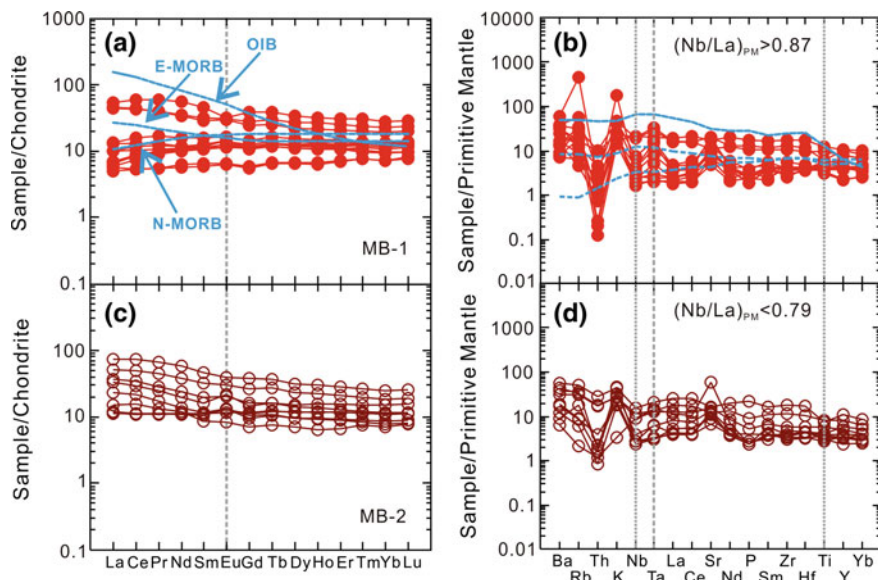 (a)
OIB
E-MORB
N-MORB
MB-1
Sample/Chondrite
100
10
1
0.1
(b)
(Nb/La)PM>0.87
Sample/Primitive Mantle
10000
1000
100
10
1
0.1
0.01
(c)
MB-2
Sample/Chondrite
100
10
1
0.1
La Ce Pr Nd Sm Eu Gd Tb Dy Ho Er Tm Yb Lu
(d)
(Nb/La)PM<0.79
Sample/Primitive Mantle
1000
100
10
1
0.1
0.01
Ba Th Nb La Sr P Zr Ti Yb
Rb K Ta Ce Nd Sm Hf Y